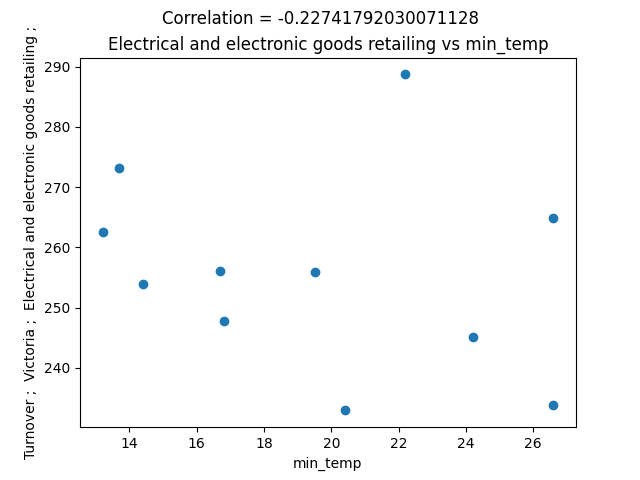 Correlation = -0.22741792030071128
Electrical and electronic goods retailing vs min_temp
Turnover ;  Victoria ;  Electrical and electronic goods retailing ;
290
280
270
260
250
240
14 16 18 20 22 24 26
min_temp